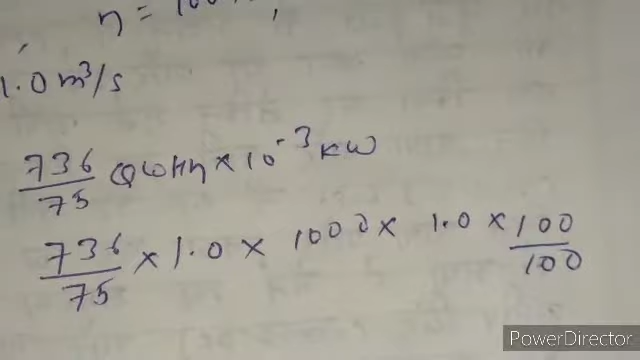 η = 100
1.0 m³/s
736/75 QWHη × 10⁻³ KW
736/75 × 1.0 × 1000 × 1.0 × 100/100
PowerDirector